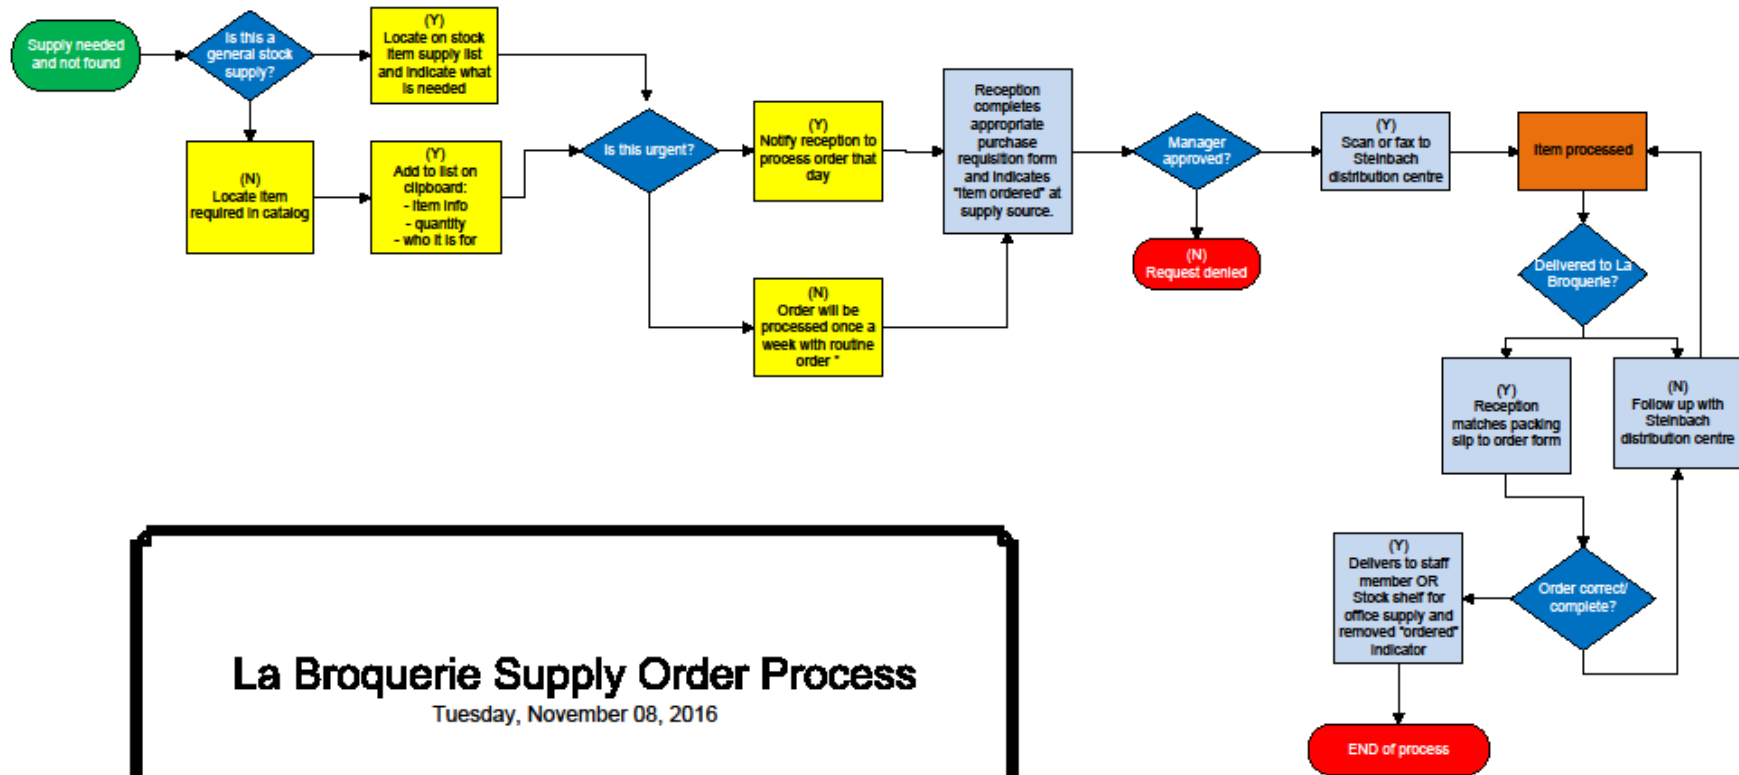 Supply needed
and not found
Is this a
general stock
supply?
(Y)
Locate on stock
item supply list
and indicate what
is needed
(N)
Locate item
required in catalog
(Y)
Add to list on
clipboard:
- item info
- quantity
- who it is for
Is this urgent?
(Y)
Notify reception to
process order that
day
(N)
Order will be
processed once a
week with routine
order "
Reception
completes
appropriate
purchase
requisition form
and indicates
"item ordered" at
supply source.
Manager
approved?
(N)
Request denied
(Y)
Scan or fax to
Steinbach
distribution centre
Item processed
Delivered to La
Broquerie?
(Y)
Reception
matches packing
slip to order form
(N)
Follow up with
Steinbach
distribution centre
Order correct/
complete?
(Y)
Delivers to staff
member OR
Stock shelf for
office supply and
removed "ordered"
indicator
END of process
La Broquerie Supply Order Process
Tuesday, November 08, 2016